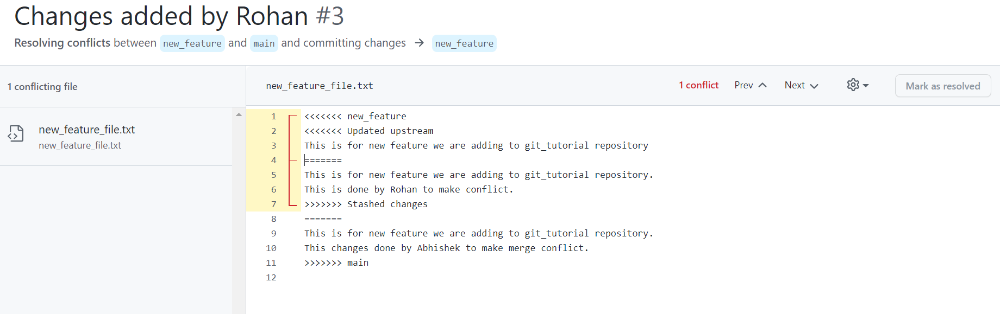 Changes added by Rohan #3
Resolving conflicts between new_feature and main and committing changes → new_feature
1 conflicting file
new_feature_file.txt
new_feature_file.txt
new_feature_file.txt
1 conflict Prev Next Mark as resolved
1 <<<<<<< new_feature
2 <<<<<<< Updated upstream
3 This is for new feature we are adding to git_tutorial repository
4 =======
5 This is for new feature we are adding to git_tutorial repository.
6 This is done by Rohan to make conflict.
7 >>>>>>> Stashed changes
8 =======
9 This is for new feature we are adding to git_tutorial repository.
10 This changes done by Abhishek to make merge conflict.
11 >>>>>>> main
12